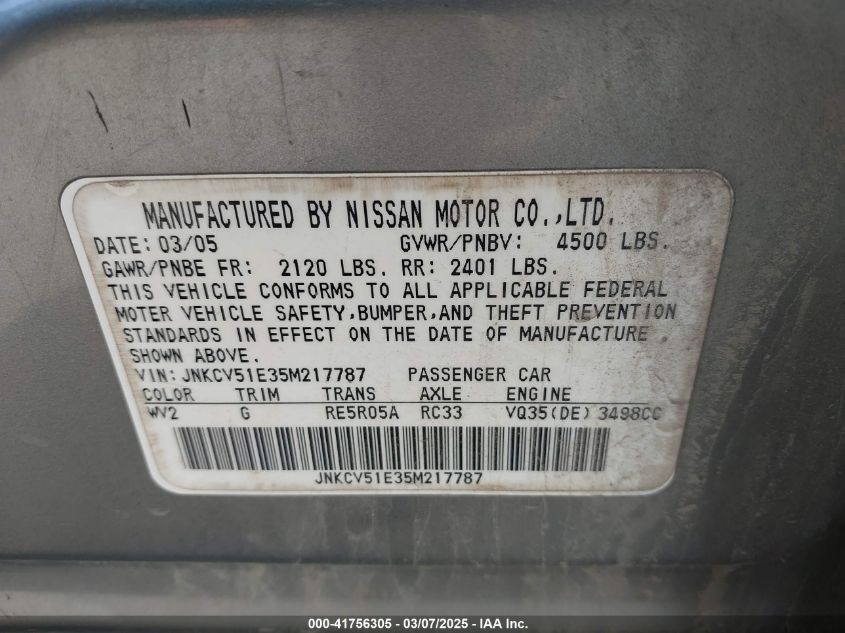 MANUFACTURED BY NISSAN MOTOR CO.,LTD.
DATE: 03/05 GVWR/PNBV: 4500 LBS.
GAWR/PNBE FR: 2120 LBS. RR: 2401 LBS.
THIS VEHICLE CONFORMS TO ALL APPLICABLE FEDERAL
MOTER VEHICLE SAFETY,BUMPER,AND THEFT PREVENTION
STANDARDS IN EFFECT ON THE DATE OF MANUFACTURE
SHOWN ABOVE.
VIN: JNKCV51E35M217787 PASSENGER CAR
COLOR TRIM TRANS AXLE ENGINE
WV2 G RE5R05A RC33 VQ35(DE) 3498CC
JNKCV51E35M217787
000-41756305 - 03/07/2025 - IAA Inc.